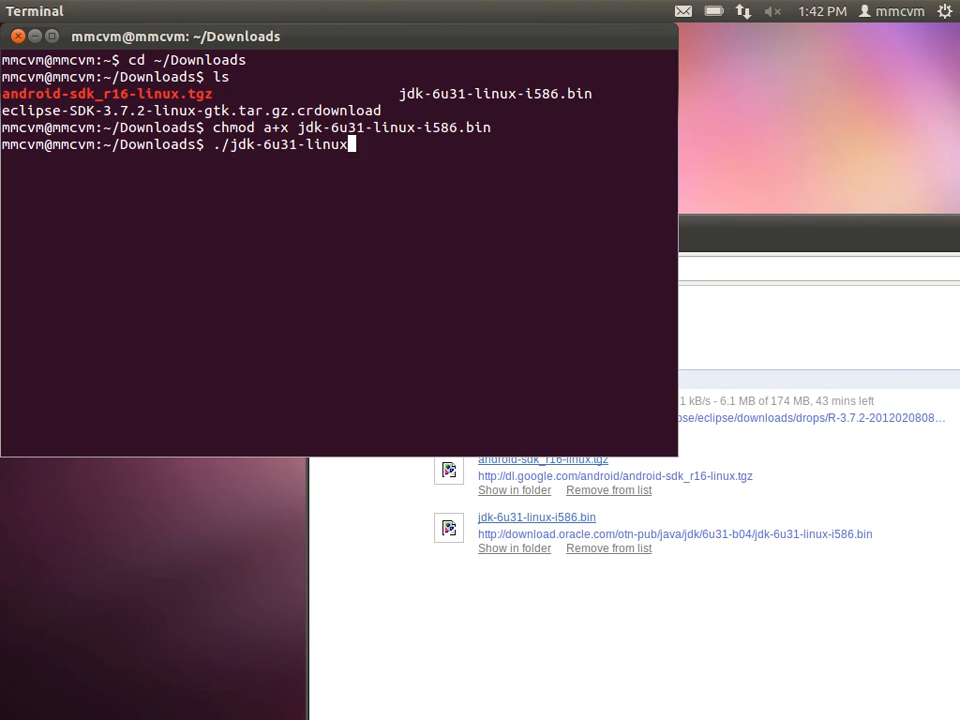 Terminal
1:42 PM mmcvm
mmcvm@mmcvm: ~/Downloads
mmcvm@mmcvm:~$ cd ~/Downloads
mmcvm@mmcvm:~/Downloads$ ls
android-sdk_r16-linux.tgz jdk-6u31-linux-i586.bin
eclipse-SDK-3.7.2-linux-gtk.tar.gz.crdownload
mmcvm@mmcvm:~/Downloads$ chmod a+x jdk-6u31-linux-i586.bin
mmcvm@mmcvm:~/Downloads$ ./jdk-6u31-linux
1 kB/s - 6.1 MB of 174 MB, 43 mins left
pse/eclipse/downloads/drops/R-3.7.2-2012020808…
android-sdk_r16-linux.tgz
http://dl.google.com/android/android-sdk_r16-linux.tgz
Show in folder Remove from list
jdk-6u31-linux-i586.bin
http://download.oracle.com/otn-pub/java/jdk/6u31-b04/jdk-6u31-linux-i586.bin
Show in folder Remove from list